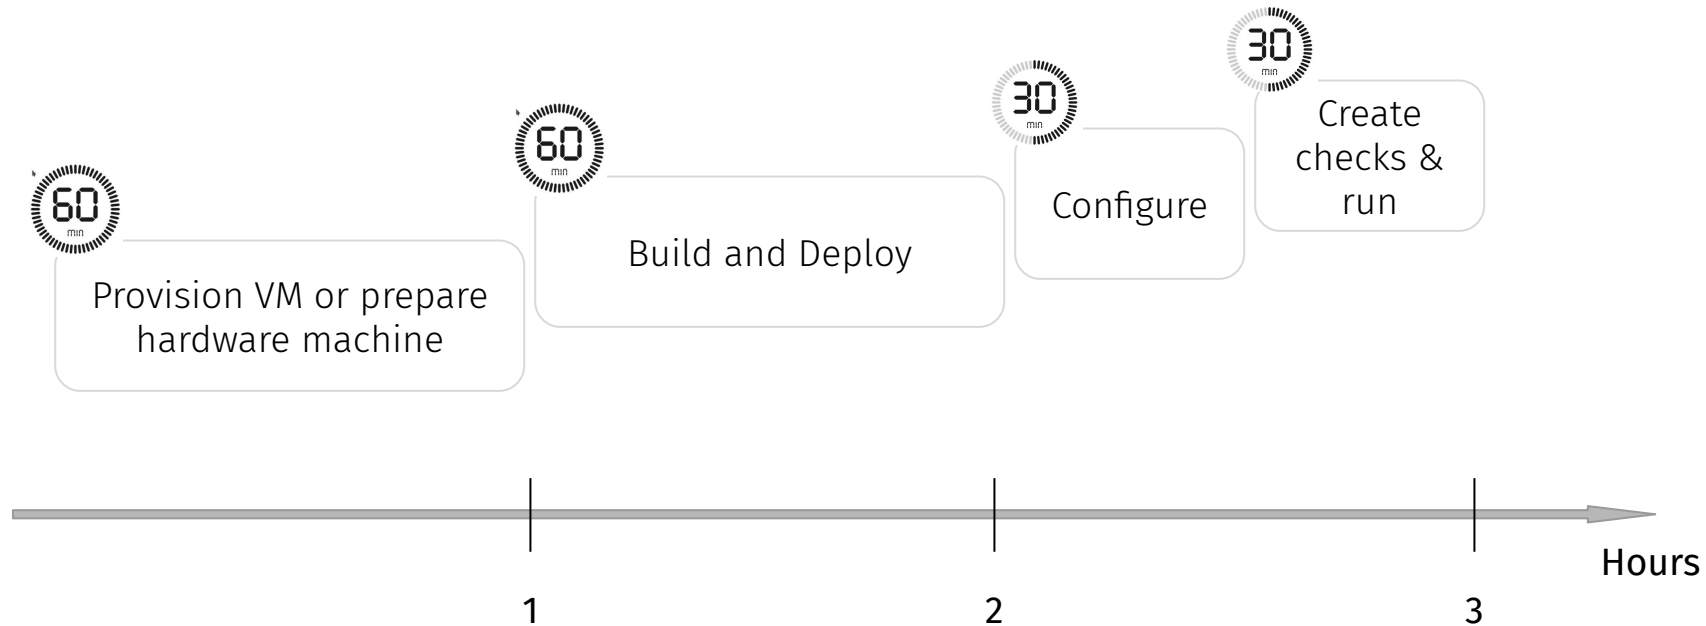 60
min
Provision VM or prepare
hardware machine
60
min
Build and Deploy
30
min
Configure
30
min
Create
checks &
run
1
2
3
Hours